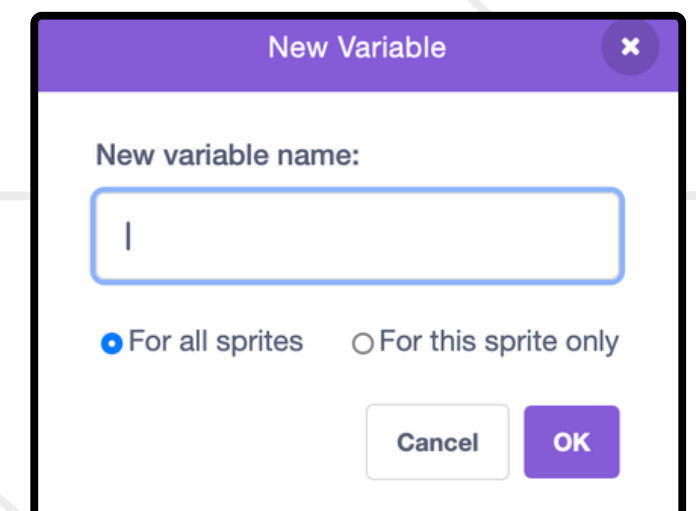 New Variable
New variable name:
For all sprites For this sprite only
Cancel OK